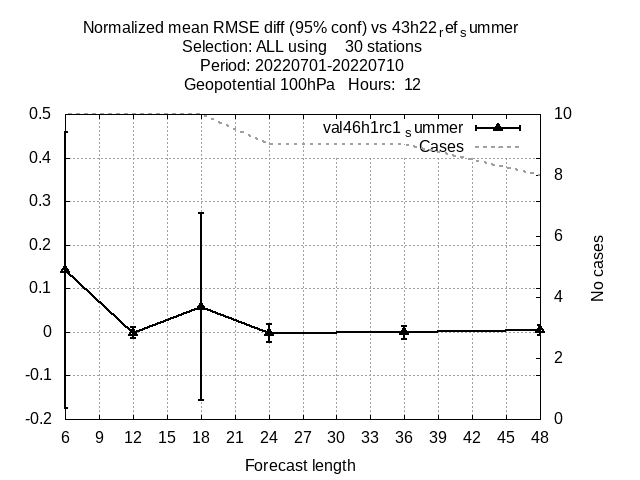 Normalized mean RMSE diff (95% conf) vs 43h22refsummer
Selection: ALL using 30 stations
Period: 20220701-20220710
Geopotential 100hPa Hours: 12
val46h1rc1summer
Cases
0.5
0.4
0.3
0.2
0.1
0
-0.1
-0.2
10
8
6
4
2
0
No cases
6 9 12 15 18 21 24 27 30 33 36 39 42 45 48
Forecast length